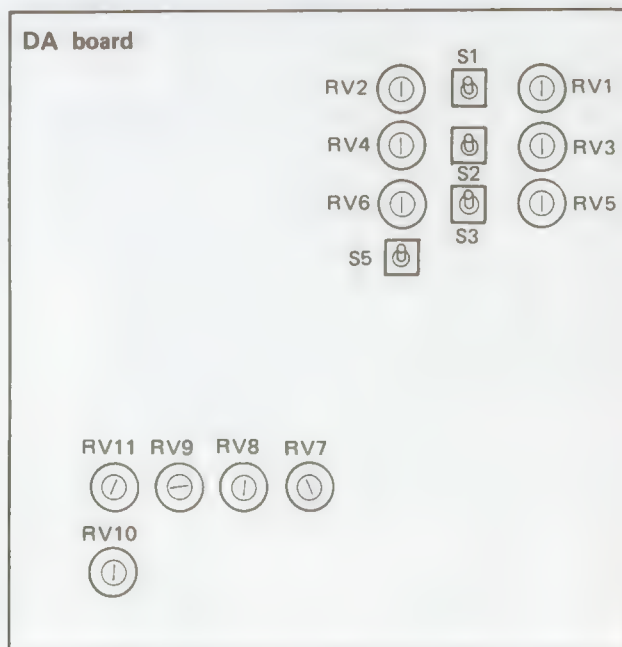 DA board
S1
RV2 RV1
RV4 RV3
S2
RV6 RV5
S3
S5
RV11 RV9 RV8 RV7
RV10